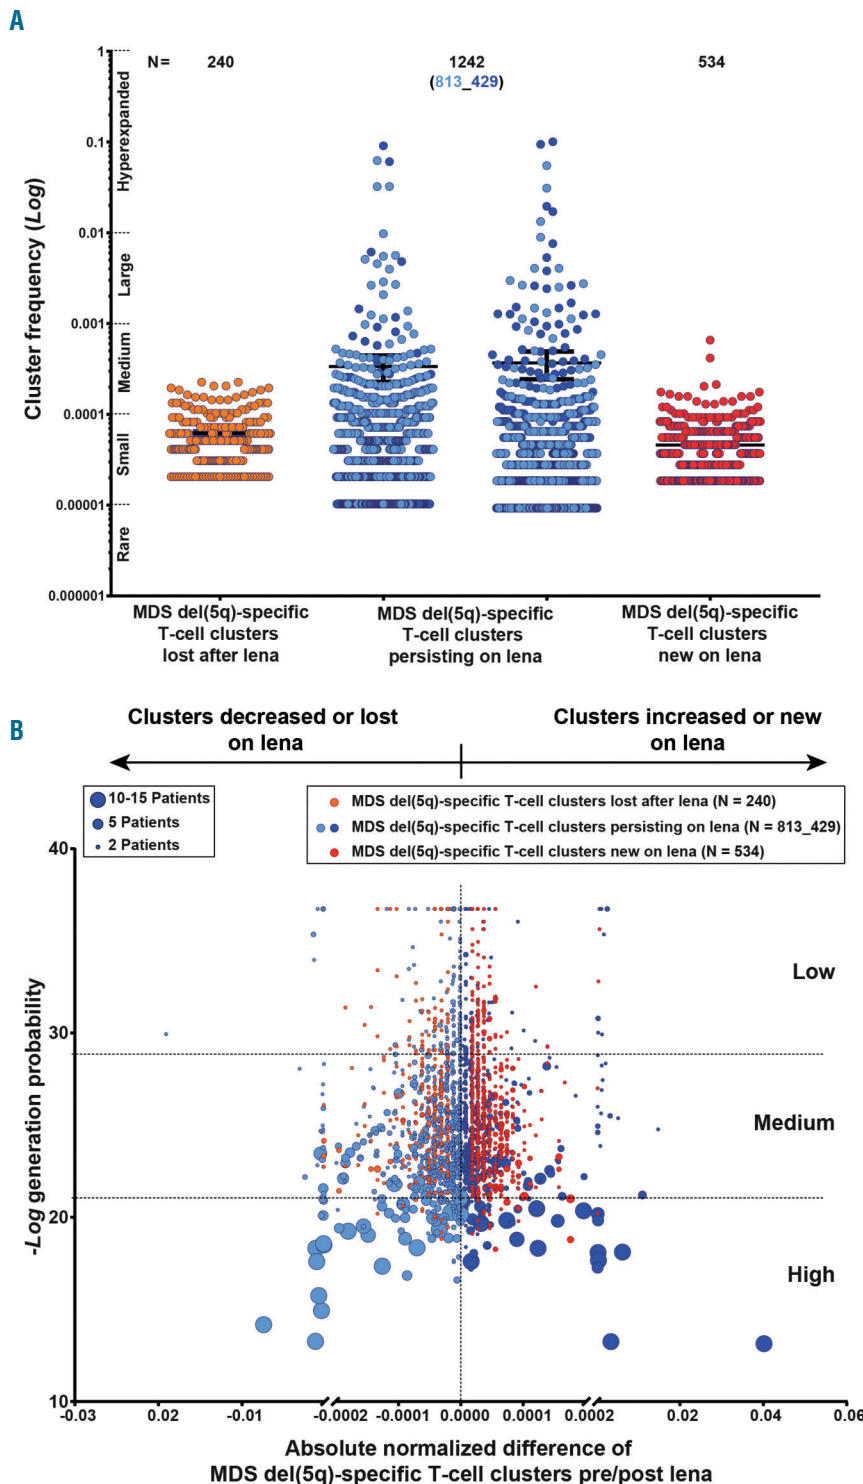 A
N= 240 1242 534
(813_429)
Cluster frequency (Log)
1
0.1
0.01
0.001
0.0001
0.00001
0.000001
Hyperexpanded
Large
Medium
Small
Rare
MDS del(5q)-specific
T-cell clusters
lost after lena
MDS del(5q)-specific
T-cell clusters
persisting on lena
MDS del(5q)-specific
T-cell clusters
new on lena
B
Clusters decreased or lost
on lena
Clusters increased or new
on lena
10-15 Patients
5 Patients
2 Patients
MDS del(5q)-specific T-cell clusters lost after lena (N = 240)
MDS del(5q)-specific T-cell clusters persisting on lena (N = 813_429)
MDS del(5q)-specific T-cell clusters new on lena (N = 534)
-Log generation probability
40
30
20
10
Low
Medium
High
-0.03 0.02 -0.01 -0.0002 -0.0001 0.0000 0.0001 0.0002 0.02 0.04 0.06
Absolute normalized difference of
MDS del(5q)-specific T-cell clusters pre/post lena